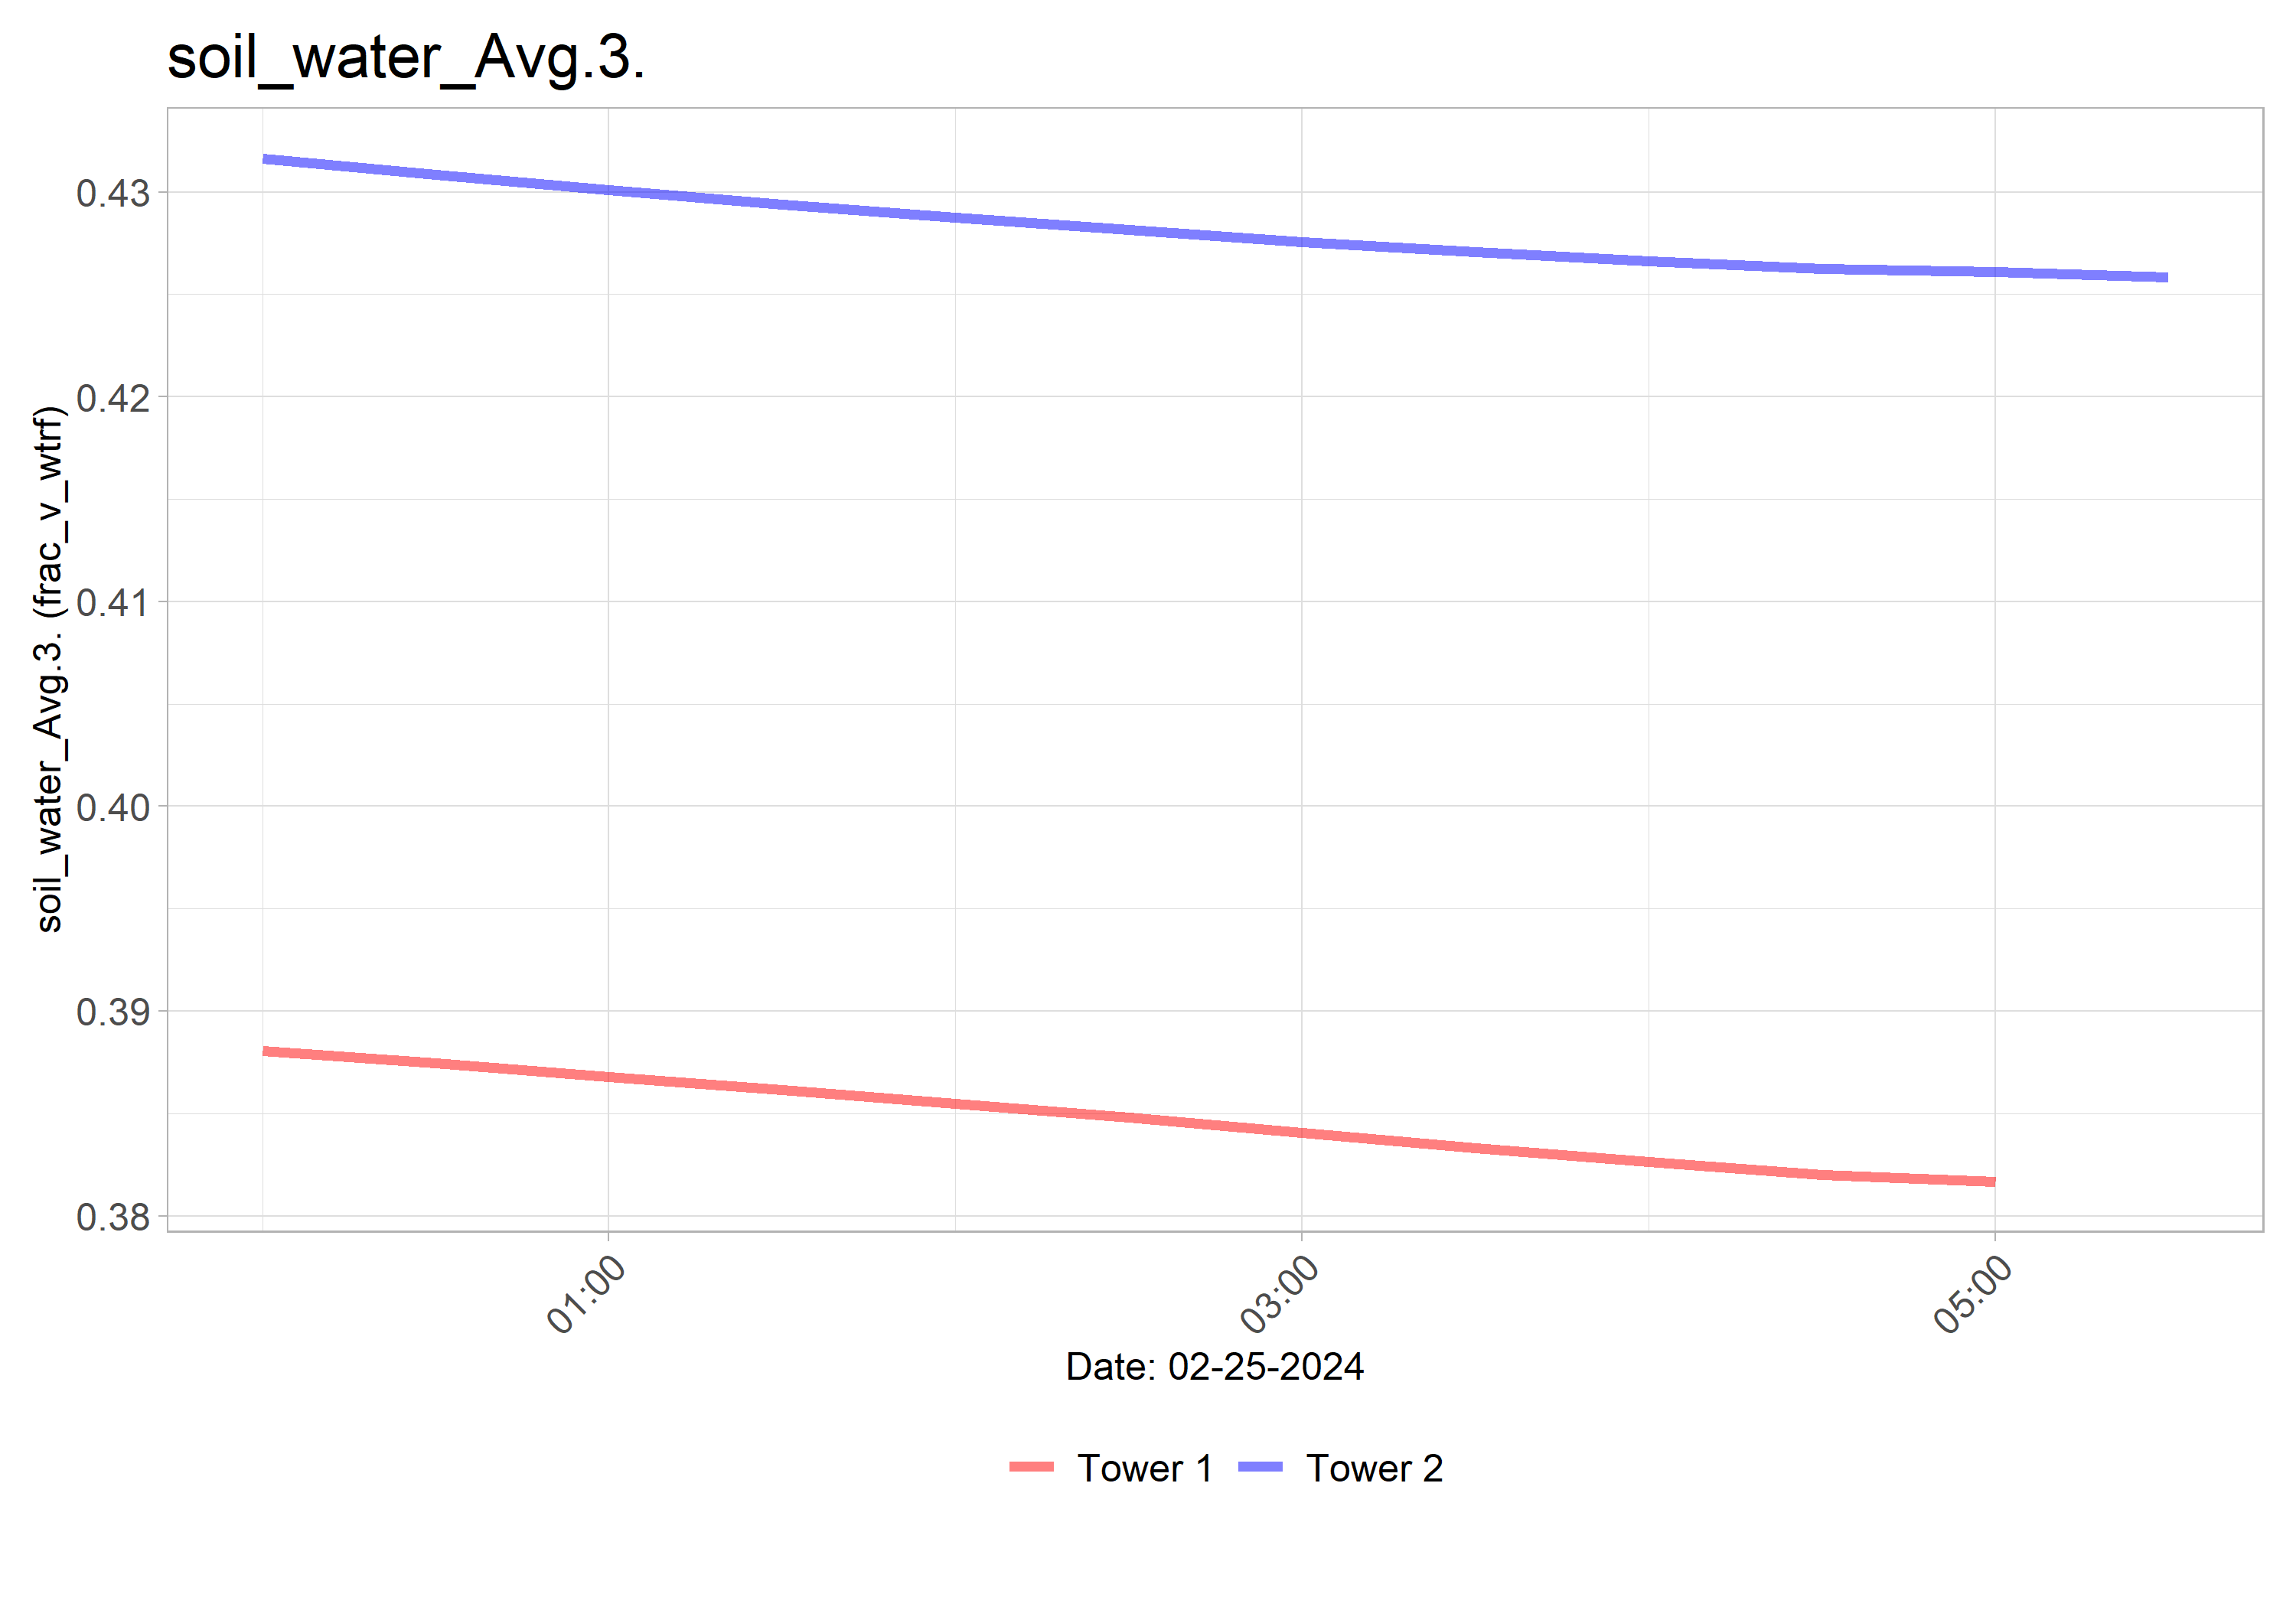 soil_water_Avg.3.
soil_water_Avg.3. (frac_v_wtrf)
0.43
0.42
0.41
0.40
0.39
0.38
01:00
03:00
05:00
Date: 02-25-2024
Tower 1
Tower 2